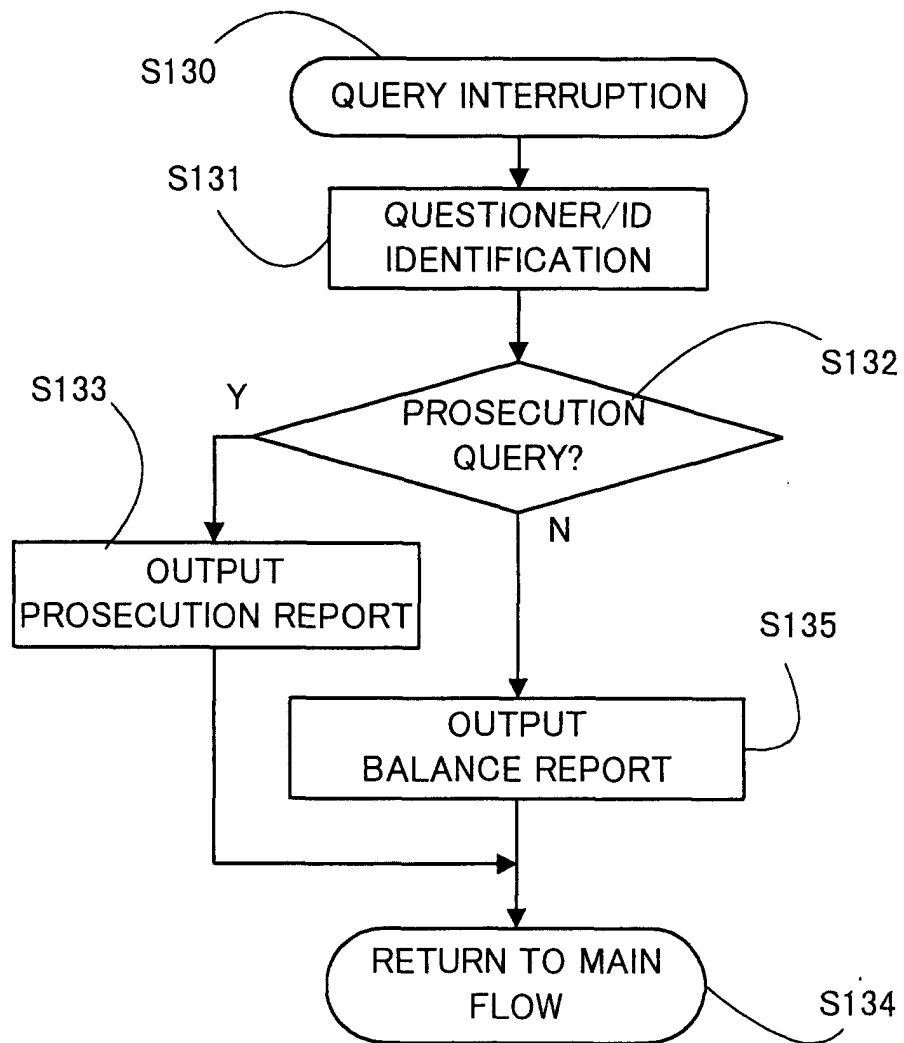 S130
QUERY INTERRUPTION
S131
QUESTIONER/ID
IDENTIFICATION
S132
PROSECUTION
QUERY?
Y
S133
N
OUTPUT
PROSECUTION REPORT
S135
OUTPUT
BALANCE REPORT
RETURN TO MAIN
FLOW
S134